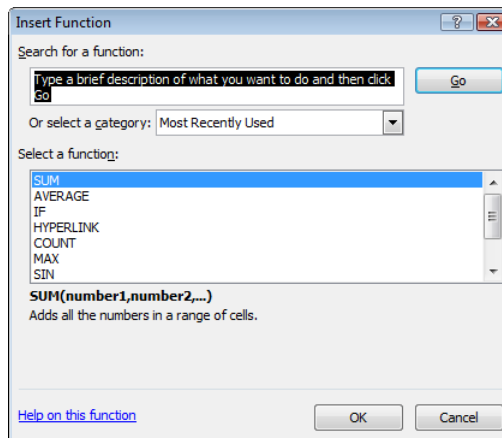 Insert Function
Search for a function:
Type a brief description of what you want to do and then click
Go
Go
Or select a category: Most Recently Used
Select a function:
SUM
AVERAGE
IF
HYPERLINK
COUNT
MAX
SIN
SUM(number1,number2,...)
Adds all the numbers in a range of cells.
Help on this function
OK
Cancel